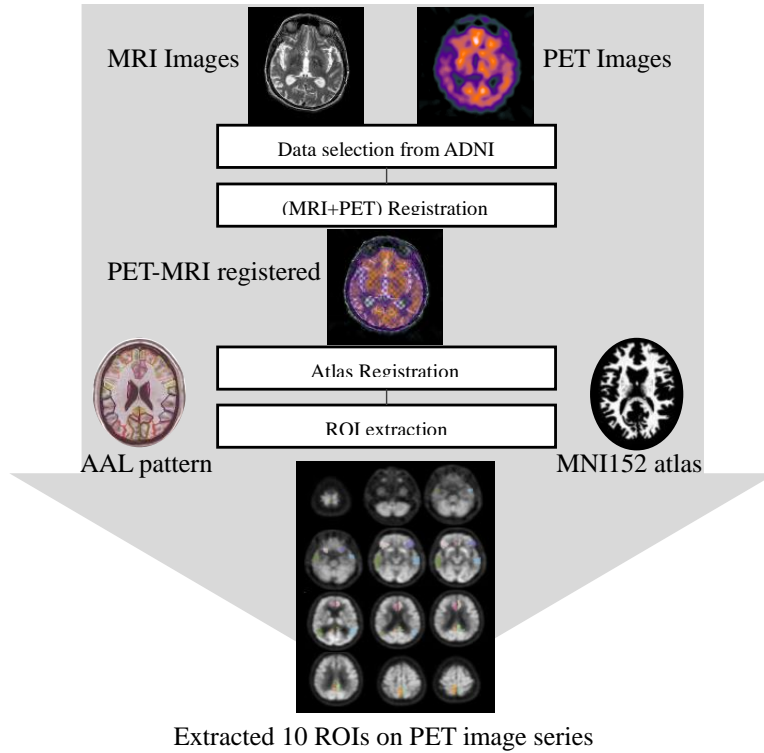 MRI Images
PET Images
Data selection from ADNI
(MRI+PET) Registration
PET-MRI registered
Atlas Registration
ROI extraction
AAL pattern
MNI152 atlas
Extracted 10 ROIs on PET image series